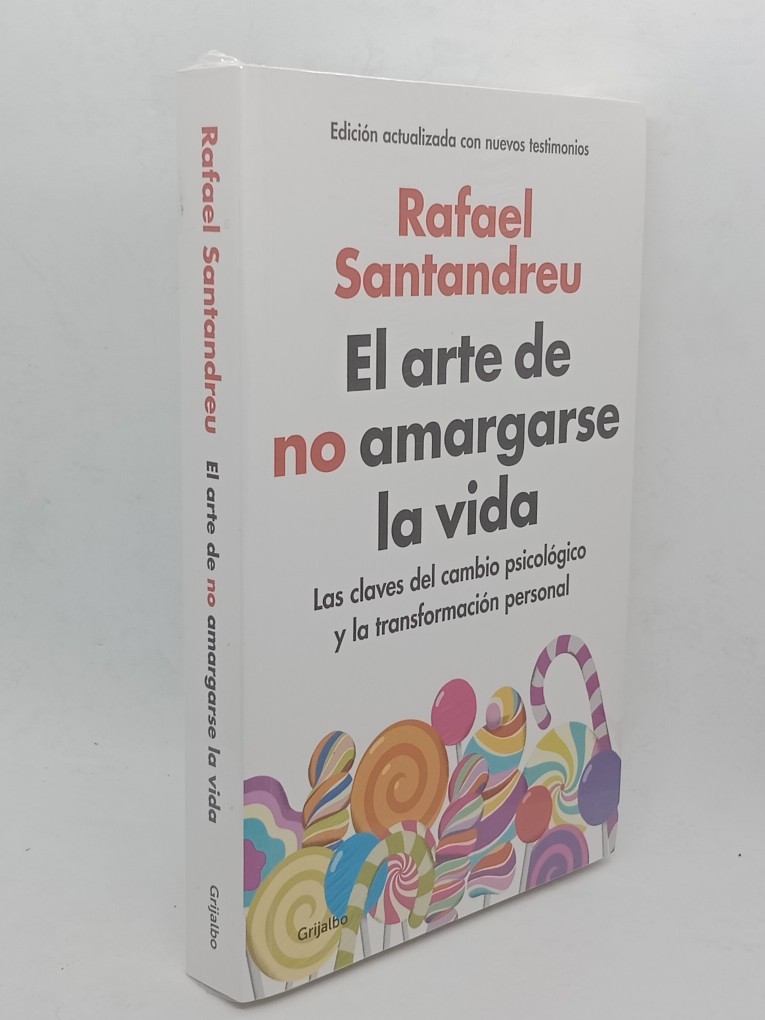 Edición actualizada con nuevos testimonios
Rafael
Santandreu
El arte de
no amargarse
la vida
Las claves del cambio psicológico
y la transformación personal
Grijalbo
Rafael Santandreu El arte de no amargarse la vida Grijalbo